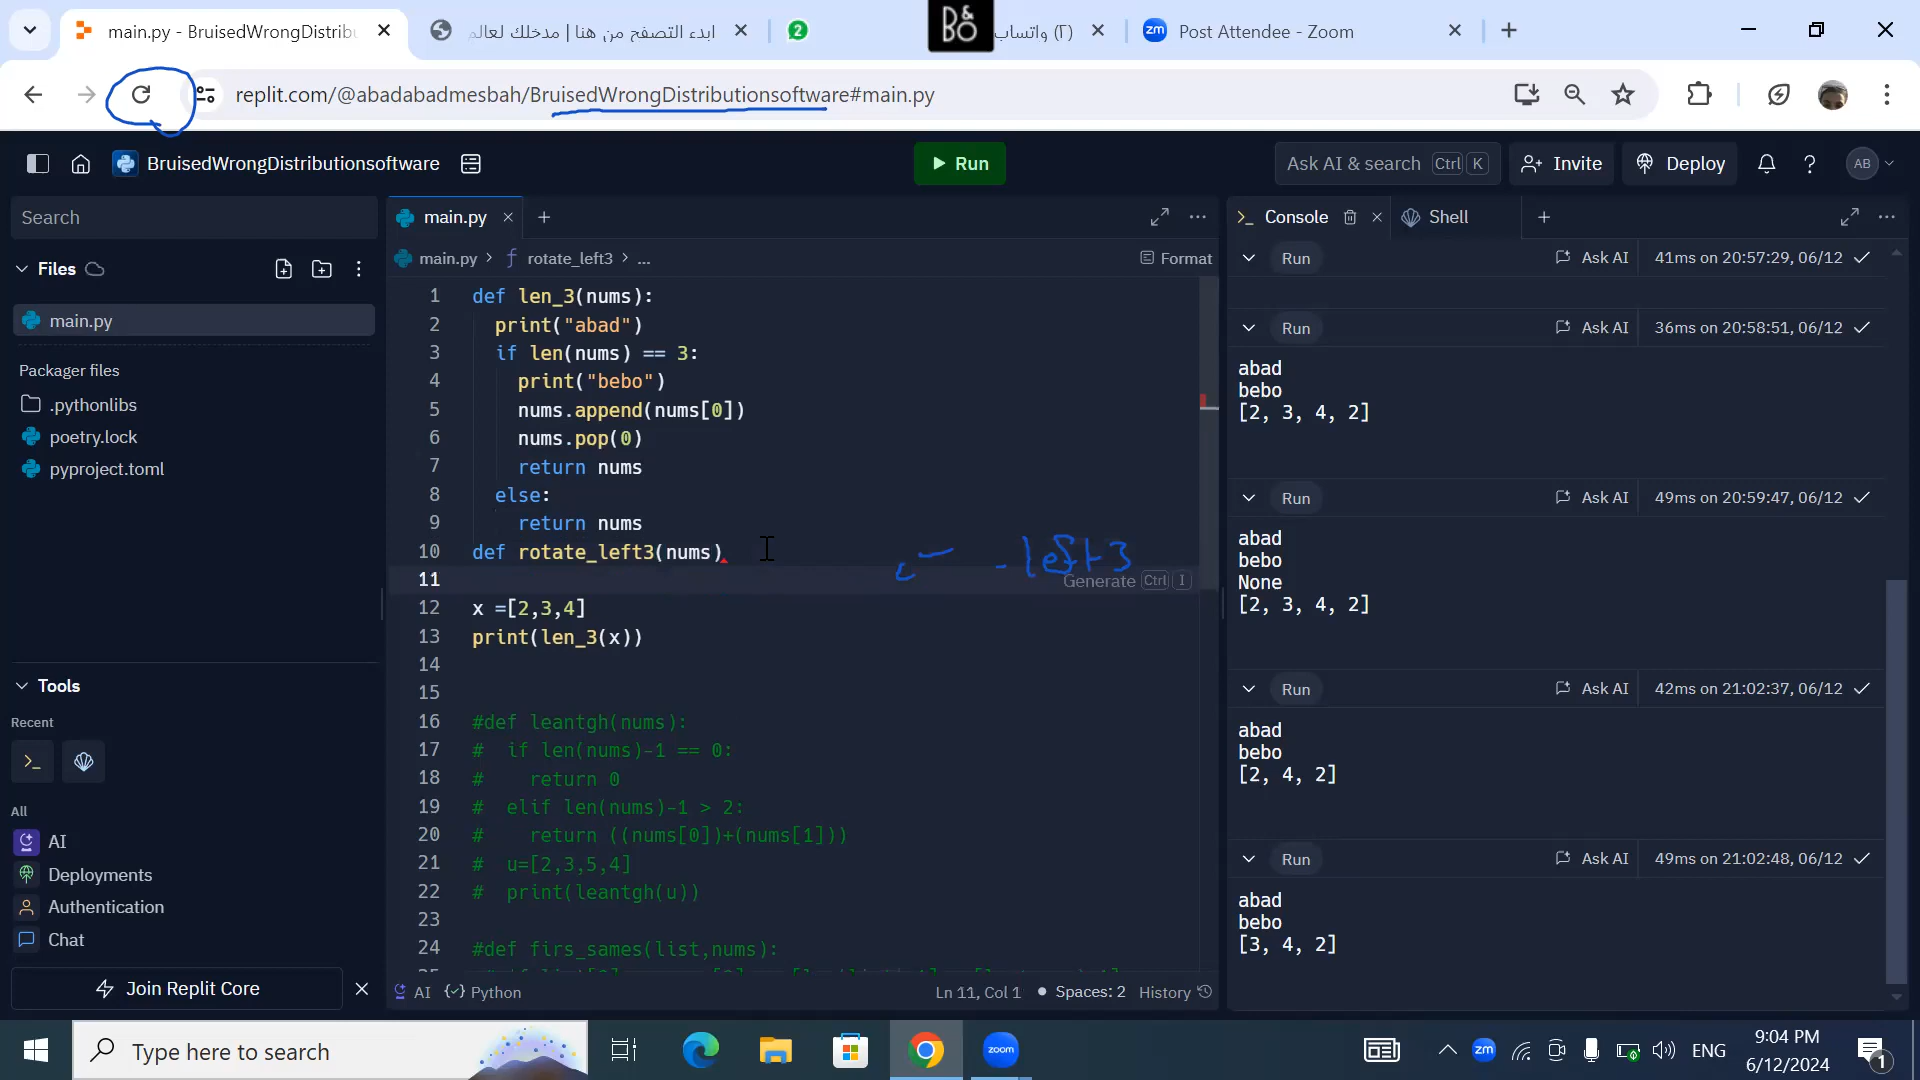 main.py - BruisedWrongDistribu
ابدء التصفح من هنا | مدخلك لعالم
2
B&O
(٢) واتساب
zm Post Attendee - Zoom
replit.com/@abadabadmesbah/BruisedWrongDistributionsoftware#main.py
BruisedWrongDistributionsoftware
Run
Ask AI & search Ctrl K
Invite
Deploy
?
AB
Search
Files
main.py
Packager files
.pythonlibs
poetry.lock
pyproject.toml
Tools
Recent
All
AI
Deployments
Authentication
Chat
Join Replit Core
main.py
main.py > rotate_left3 > ...
Format
1 def len_3(nums):
2 print("abad")
3 if len(nums) == 3:
4 print("bebo")
5 nums.append(nums[0])
6 nums.pop(0)
7 return nums
8 else:
9 return nums
10 def rotate_left3(nums)
- left3
11 Generate Ctrl I
12 x =[2,3,4]
13 print(len_3(x))
14
15
16 #def leantgh(nums):
17 # if len(nums)-1 == 0:
18 # return 0
19 # elif len(nums)-1 > 2:
20 # return ((nums[0])+(nums[1]))
21 # u=[2,3,5,4]
22 # print(leantgh(u))
23
24 #def firs_sames(list,nums):
AI Python
Ln 11, Col 1 Spaces: 2 History
Console Shell
Run Ask AI 41ms on 20:57:29, 06/12
Run Ask AI 36ms on 20:58:51, 06/12
abad
bebo
[2, 3, 4, 2]
Run Ask AI 49ms on 20:59:47, 06/12
abad
bebo
None
[2, 3, 4, 2]
Run Ask AI 42ms on 21:02:37, 06/12
abad
bebo
[2, 4, 2]
Run Ask AI 49ms on 21:02:48, 06/12
abad
bebo
[3, 4, 2]
Type here to search
zoom
zm
ENG
9:04 PM
6/12/2024
1